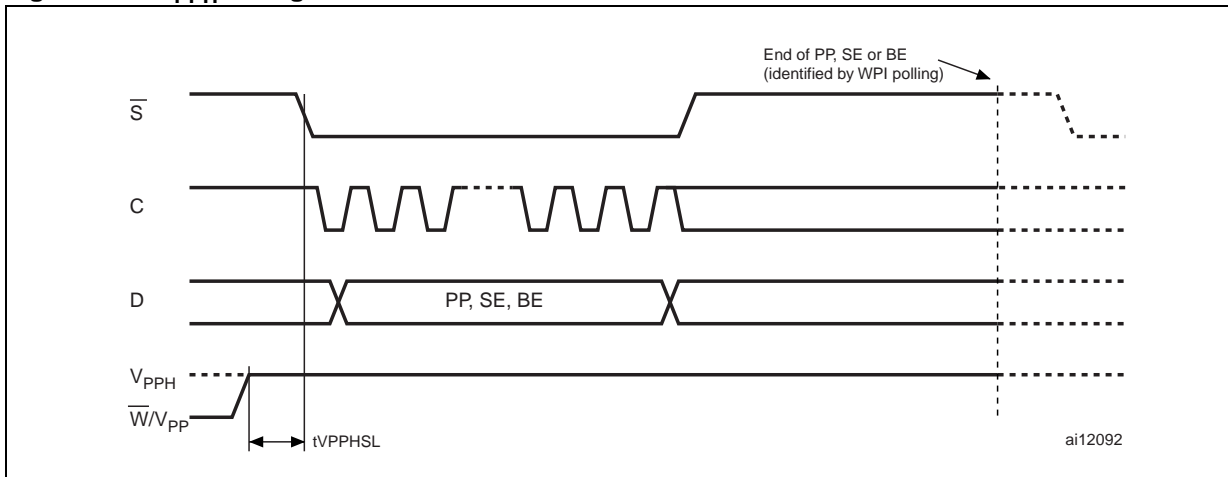 End of PP, SE or BE
(identified by WPI polling)
S
C
D
PP, SE, BE
VPPH
W/VPP
tVPPHSL
ai12092